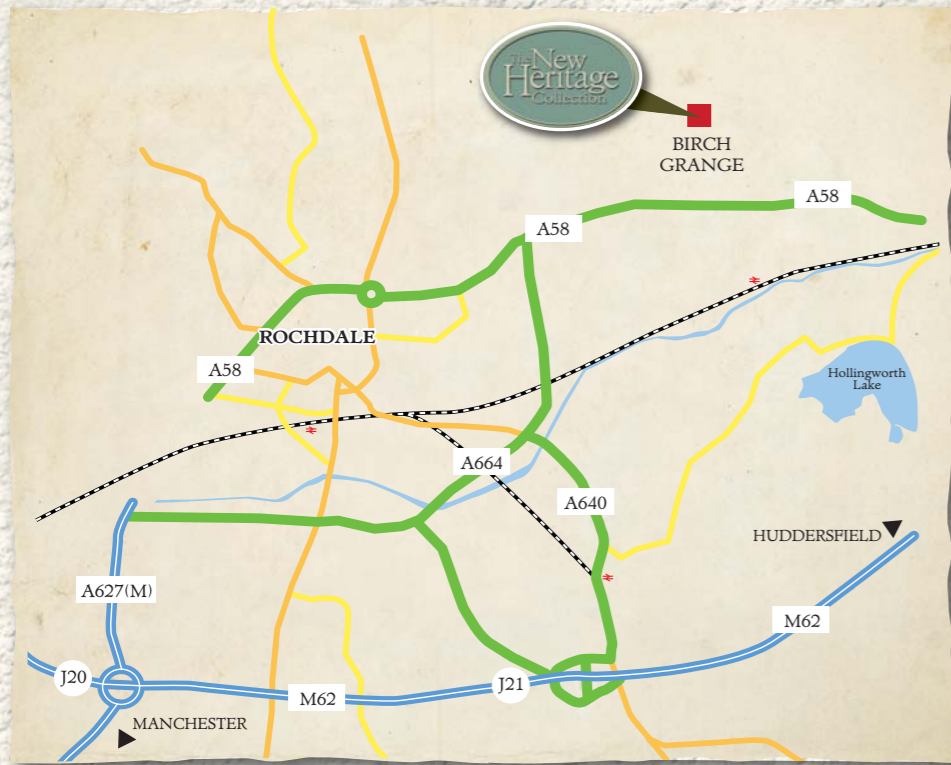 The New
Heritage
Collection
BIRCH
GRANGE
A58
A58
ROCHDALE
A58
Hollingworth
Lake
A664
A640
HUDDERSFIELD
A627(M)
M62
J20
J21
M62
MANCHESTER